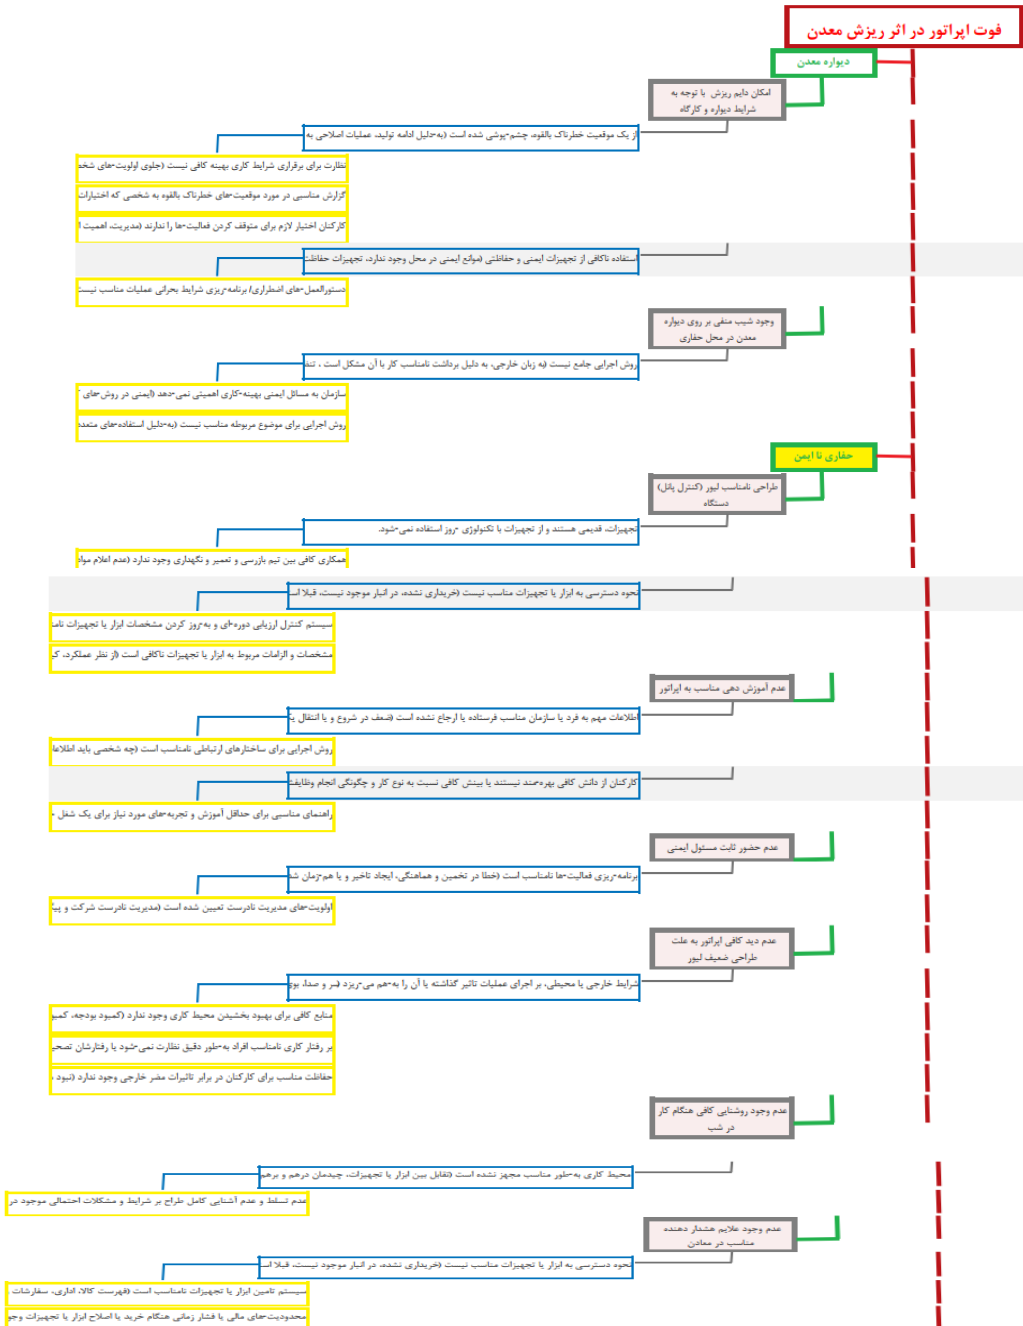 فوت اپراتور در اثر ریزش معدن
دیواره معدن
امکان دایم ریزش با توجه به
شرایط دیواره و کارگاه
از یک موقعیت خطرناک بالقوه، چشم-پوشی شده است (به-دلیل ادامه تولید، عملیات اصلاحی به
نظارت برای برقراری شرایط کاری بهینه کافی نیست (جلوی اولویت-های شخص
گزارش مناسبی در مورد موقعیت-های خطرناک بالقوه به شخصی که اختیارات
کارکنان اختیار لازم برای متوقف کردن فعالیت-ها را ندارند (مدیریت، اهمیت ا
استفاده ناکافی از تجهیزات ایمنی و حفاظتی (موانع ایمنی در محل وجود ندارد، تجهیزات حفاظت
دستورالعمل-های اضطراری/ برنامه-ریزی شرایط بحرانی عملیات مناسب نیست
وجود شیب منفی بر روی دیواره
معدن در محل حفاری
روش اجرایی جامع نیست (به زبان خارجی، به دلیل برداشت نامناسب کار با آن مشکل است ، تند
سازمان به مسائل ایمنی بهینه-کاری اهمیتی نمی-دهد (ایمنی در روش-های
روش اجرایی برای موضوع مربوطه مناسب نیست (به-دلیل استفاده-های متعدد
حفاری نا ایمن
طراحی نامناسب لیور (کنترل پانل)
دستگاه
تجهیزات، قدیمی هستند و از تجهیزات با تکنولوژی -روز استفاده نمی-شود.
همکاری کافی بین تیم بازرسی و تعمیر و نگهداری وجود ندارد (عدم اعلام مواد
نحوه دسترسی به ابزار یا تجهیزات مناسب نیست (خریداری نشده، در انبار موجود نیست، قبلا اس
سیستم کنترل ارزیابی دوره-ای و به-روز کردن مشخصات ابزار یا تجهیزات نامن
مشخصات و الزامات مربوط به ابزار یا تجهیزات ناکافی است (از نظر عملکرد، کی
عدم آموزش دهی مناسب به اپراتور
اطلاعات مهم به فرد یا سازمان مناسب فرستاده یا ارجاع نشده است (ضعف در شروع و یا انتقال یک
روش اجرایی برای ساختارهای ارتباطی نامناسب است (چه شخصی باید اطلاعا
کارکنان از دانش کافی بهره-مند نیستند یا بینش کافی نسبت به نوع کار و چگونگی انجام وظایف
راهنمای مناسبی برای حداقل آموزش و تجربه-های مورد نیاز برای یک شغل
عدم حضور ثابت مسئول ایمنی
برنامه-ریزی فعالیت-ها نامناسب است (خطا در تخمین و هماهنگی، ایجاد تاخیر و یا هم-زمان شد
اولویت-های مدیریت نادرست تعیین شده است (مدیریت نادرست شرکت و پیگ
عدم دید کافی اپراتور به علت
طراحی ضعیف لیور
شرایط خارجی یا محیطی، بر اجرای عملیات تاثیر گذاشته یا آن را به-هم می-ریزد (سر و صدا، بوی
منابع کافی برای بهبود بخشیدن محیط کاری وجود ندارد (کمبود بودجه، کمبو
بر رفتار کاری نامناسب افراد به-طور دقیق نظارت نمی-شود یا رفتارشان تصحیح
حفاظت مناسب برای کارکنان در برابر تاثیرات مضر خارجی وجود ندارد (نبود
عدم وجود روشنایی کافی هنگام کار
در شب
محیط کاری به-طور مناسب مجهز نشده است (تقابل بین ابزار یا تجهیزات، چیدمان درهم و برهم
عدم تسلط و عدم آشنایی کامل طراح بر شرایط و مشکلات احتمالی موجود در
عدم وجود علایم هشدار دهنده
مناسب در معادن
نحوه دسترسی به ابزار یا تجهیزات مناسب نیست (خریداری نشده، در انبار موجود نیست، قبلا اس
سیستم تامین ابزار یا تجهیزات نامناسب است (فهرست کالا، اداری، سفارشات
محدودیت-های مالی یا فشار زمانی هنگام خرید یا اصلاح ابزار یا تجهیزات وجو